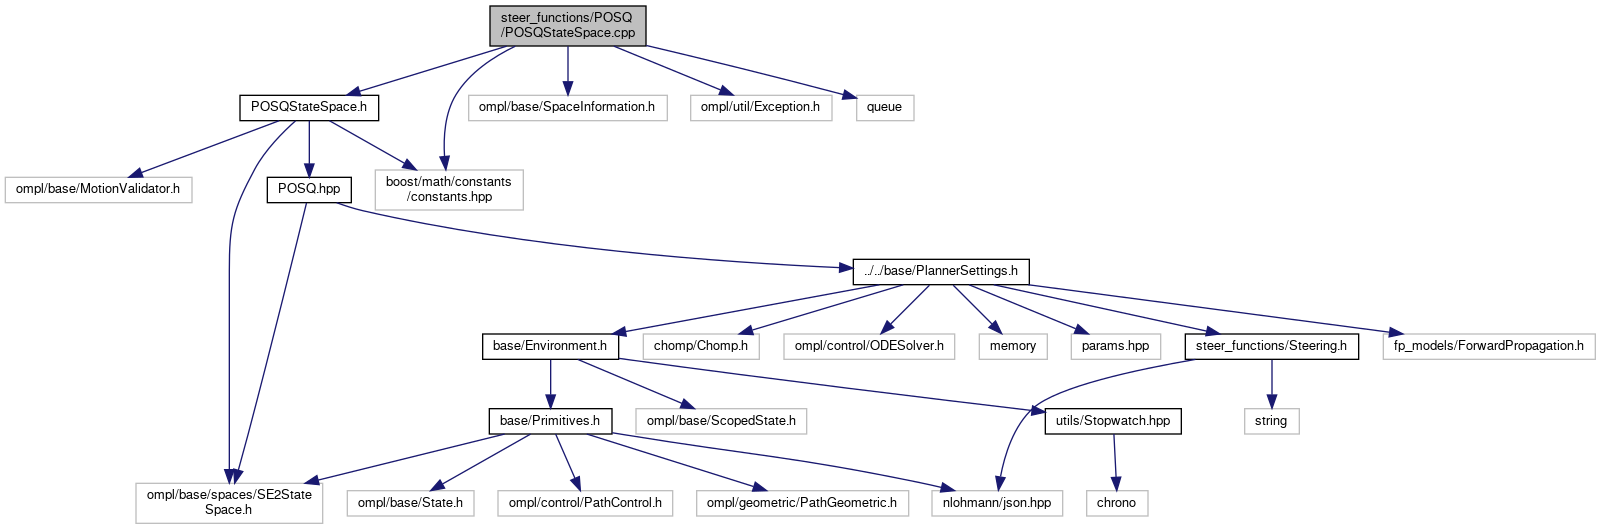 steer_functions/POSQ
/POSQStateSpace.cpp
POSQStateSpace.h
ompl/base/SpaceInformation.h
ompl/util/Exception.h
queue
ompl/base/MotionValidator.h
POSQ.hpp
boost/math/constants
/constants.hpp
../../base/PlannerSettings.h
base/Environment.h
chomp/Chomp.h
ompl/control/ODESolver.h
memory
params.hpp
steer_functions/Steering.h
fp_models/ForwardPropagation.h
base/Primitives.h
ompl/base/ScopedState.h
utils/Stopwatch.hpp
string
ompl/base/spaces/SE2State
Space.h
ompl/base/State.h
ompl/control/PathControl.h
ompl/geometric/PathGeometric.h
nlohmann/json.hpp
chrono